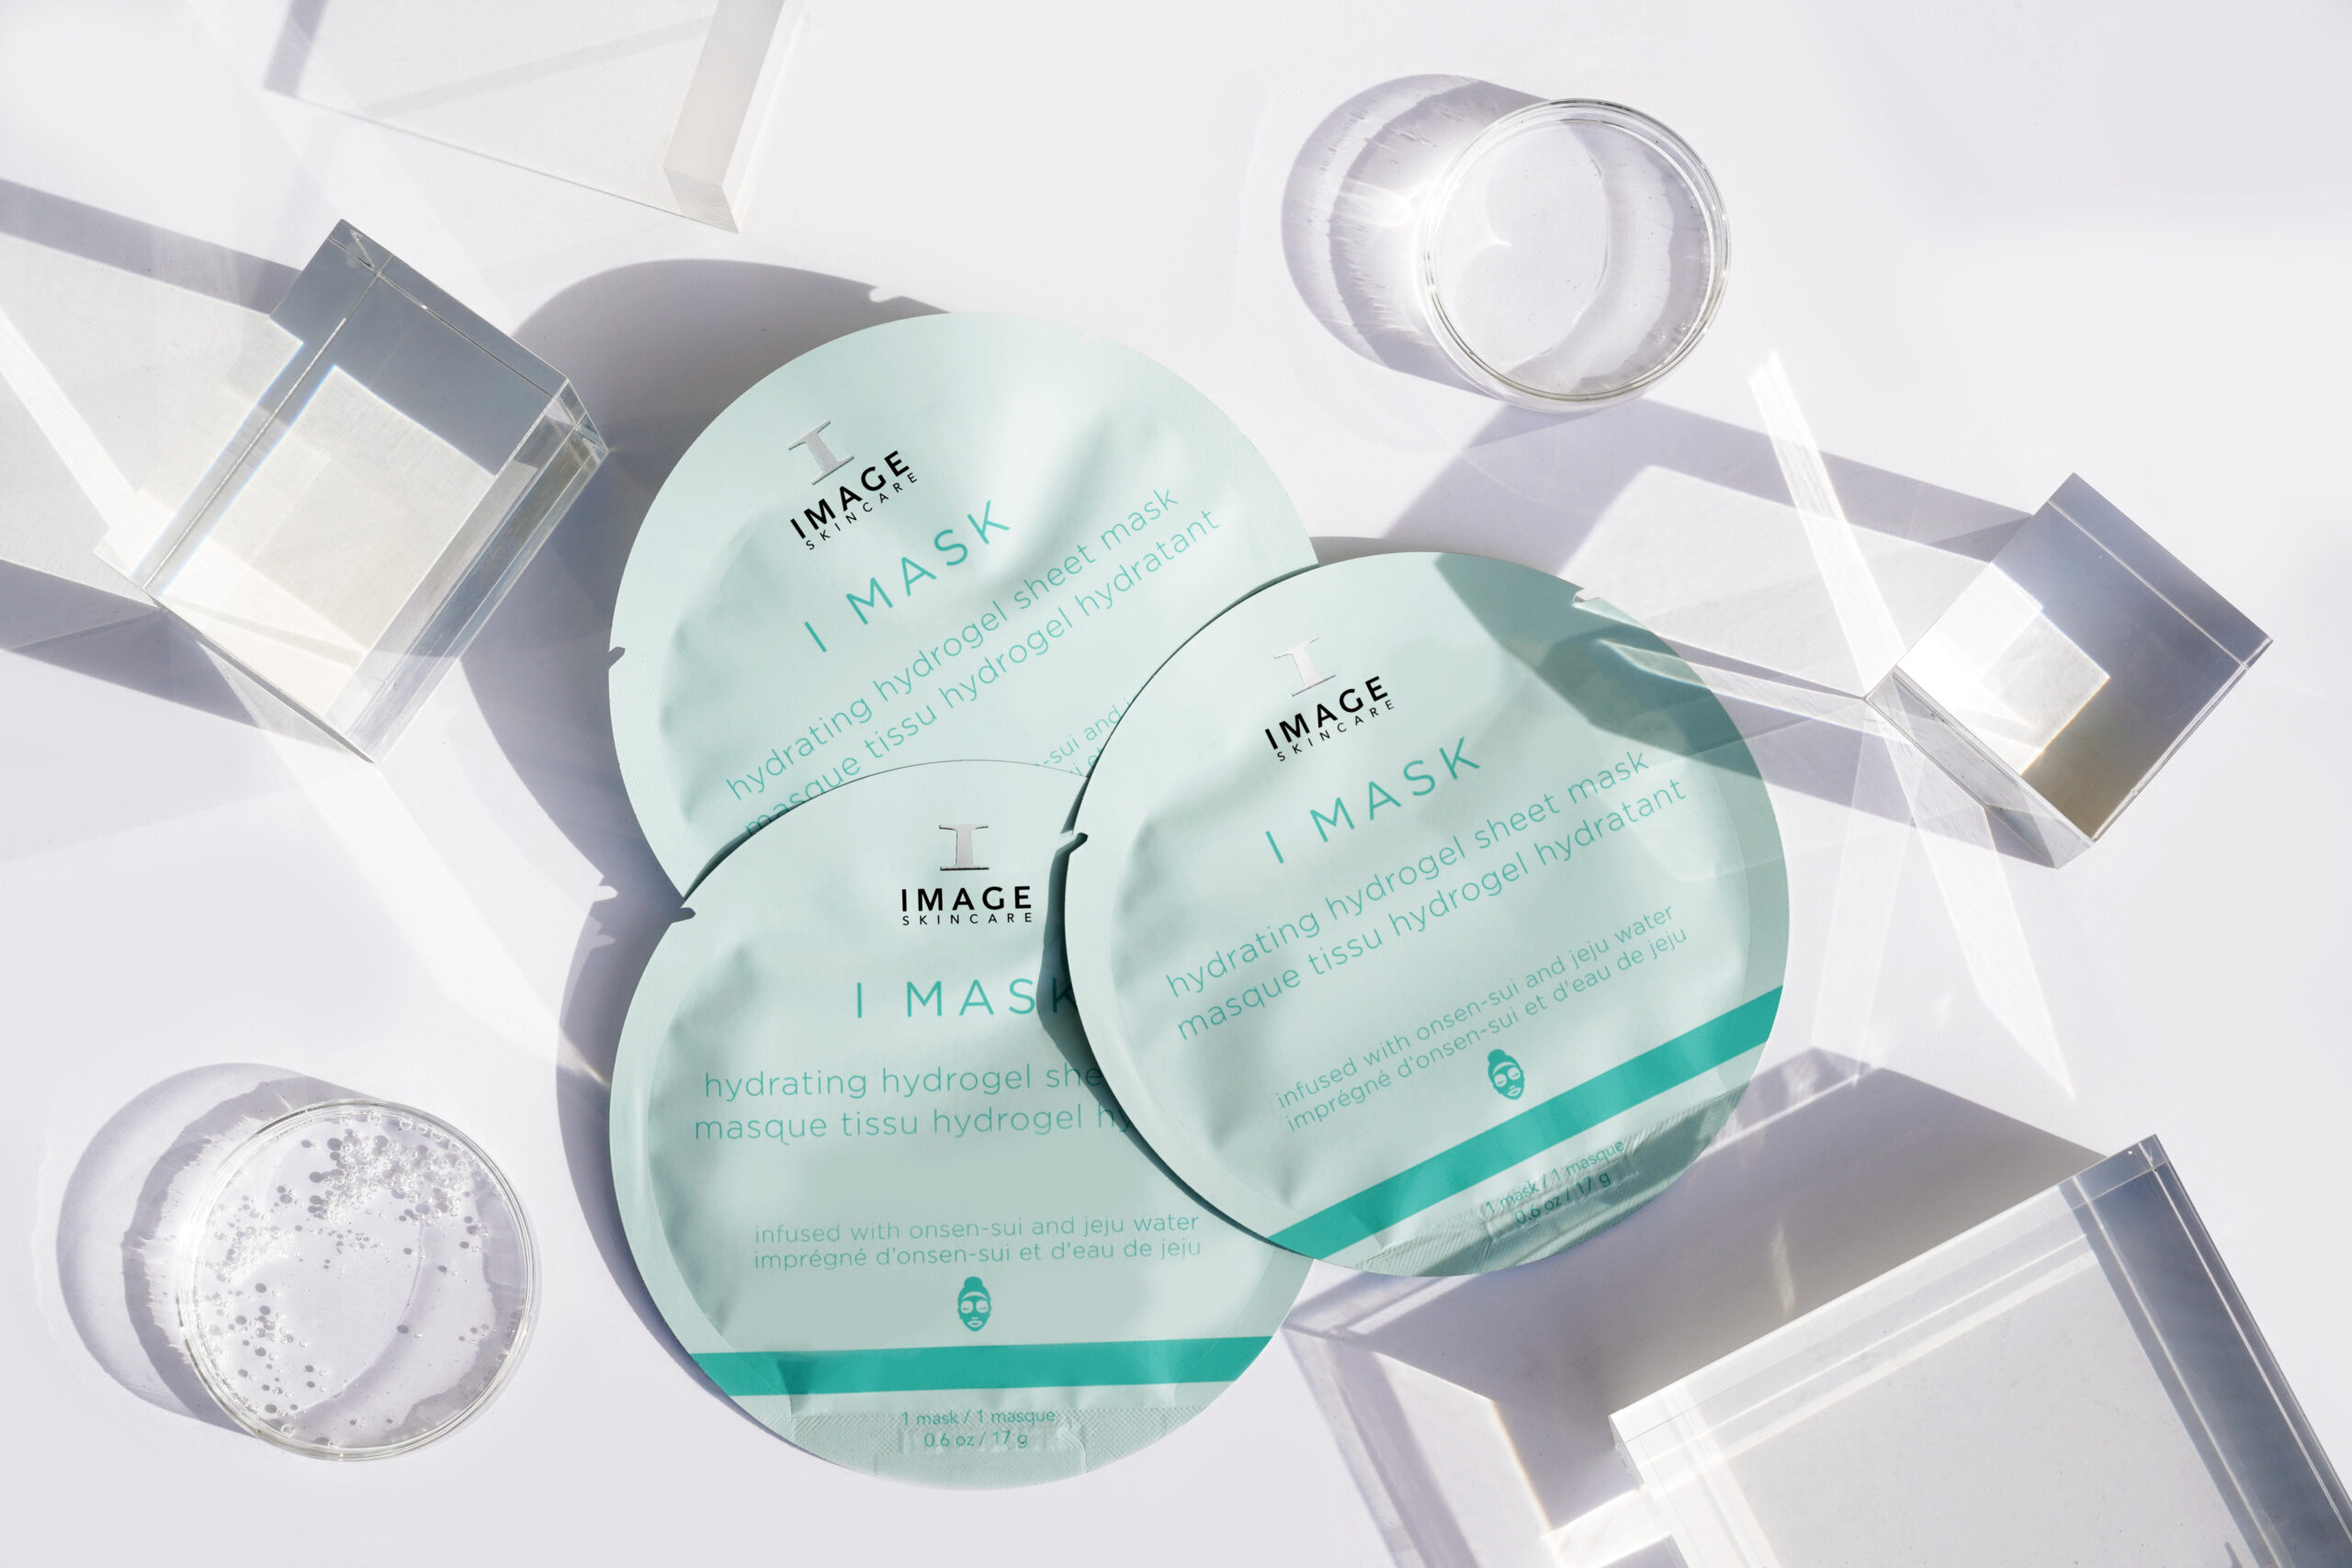 I
IMAGE
SKINCARE
I MASK
hydrating hydrogel sheet mask
masque tissu hydrogel hydratant
-sui and
I
IMAGE
SKINCARE
I MASK
hydrating hydrogel sheet mask
masque tissu hydrogel hydratant
infused with onsen-sui and jeju water
imprégné d'onsen-sui et d'eau de jeju
1 mask / 1 masque
0.6 oz / 17 g
I
IMAGE
SKINCARE
I MASK
hydrating hydrogel she
masque tissu hydrogel hy
infused with onsen-sui and jeju water
imprégné d'onsen-sui et d'eau de jeju
1 mask / 1 masque
0.6 oz / 17 g